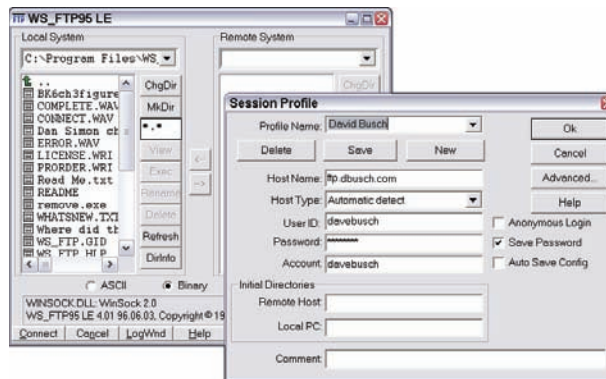 WS_FTP95 LE
Local System
C:\Program Files\WS_
..
BK6ch3figure
COMPLETE.WAV
CONNECT.WAV
Dan Simon ch
ERROR.WAV
LICENSE.WRI
PRORDER.WRI
Read Me.txt
README
remove.exe
WHATSNEW.TXT
Where did th
WS_FTP.GID
WS_FTP.HLP
ChgDir
MkDir
*.*
View
Exec
Rename
Delete
Refresh
DirInfo
<-
->
Remote System
ChgDir
ASCII
Binary
WINSOCK.DLL: WinSock 2.0
WS_FTP95 LE 4.01 96.06.03, Copyright © 19
Connect
Cancel
LogWnd
Help
Session Profile
Profile Name: David Busch
Delete
Save
New
Host Name: ftp.dbusch.com
Host Type: Automatic detect
User ID: davebusch
Password: ********
Account: davebusch
Initial Directories
Remote Host:
Local PC:
Comment:
Ok
Cancel
Advanced...
Help
Anonymous Login
Save Password
Auto Save Config